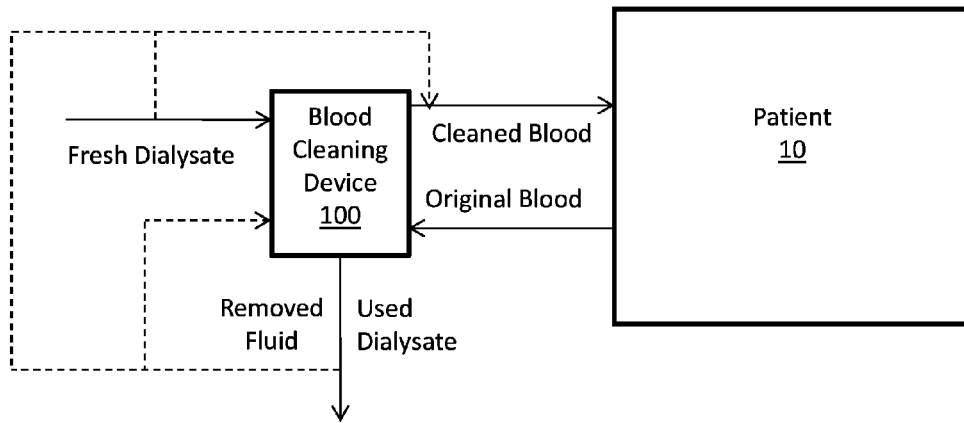 Blood
Cleaning
Device
100
Fresh Dialysate
Cleaned Blood
Original Blood
Patient
10
Removed
Fluid
Used
Dialysate